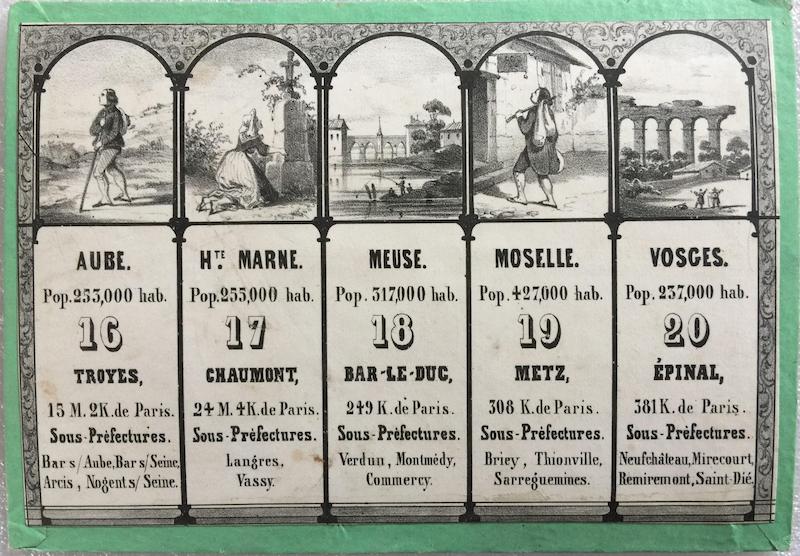 AUBE.
Pop. 253,000 hab.
16
TROYES,
15 M. 2K. de Paris.
Sous-Préfectures.
Bar s/ Aube, Bar s/ Seine,
Arcis, Nogent s/ Seine.
HTE MARNE.
Pop. 253,000 hab.
17
CHAUMONT,
24 M. 4K. de Paris.
Sous-Préfectures.
Langres,
Vassy.
MEUSE.
Pop. 317,000 hab.
18
BAR-LE-DUC,
249 K. de Paris.
Sous-Préfectures.
Verdun, Montmédy,
Commercy.
MOSELLE.
Pop. 427,000 hab.
19
METZ,
308 K. de Paris.
Sous-Préfectures.
Briey, Thionville,
Sarreguemines.
VOSGES.
Pop. 237,000 hab.
20
ÉPINAL,
381 K. de Paris.
Sous-Préfectures.
Neufchâteau, Mirecourt,
Remiremont, Saint-Dié.